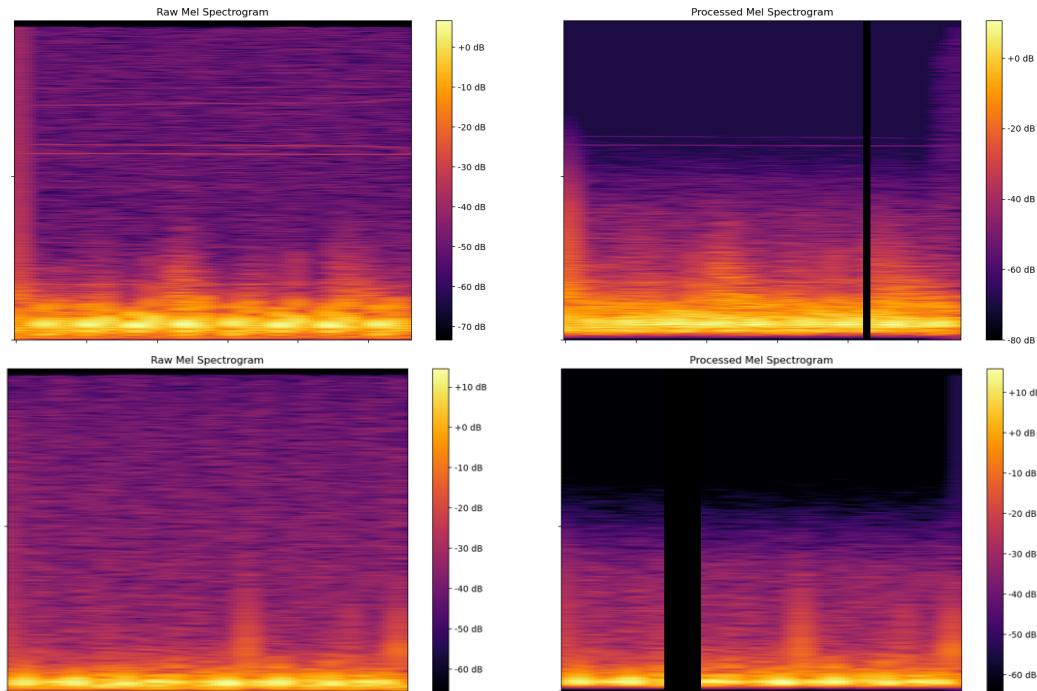 Raw Mel Spectrogram
+0 dB
-10 dB
-20 dB
-30 dB
-40 dB
-50 dB
-60 dB
-70 dB
Processed Mel Spectrogram
+0 dB
-20 dB
-40 dB
-60 dB
-80 dB
Raw Mel Spectrogram
+10 dB
+0 dB
-10 dB
-20 dB
-30 dB
-40 dB
-50 dB
-60 dB
Processed Mel Spectrogram
+10 dB
+0 dB
-10 dB
-20 dB
-30 dB
-40 dB
-50 dB
-60 dB